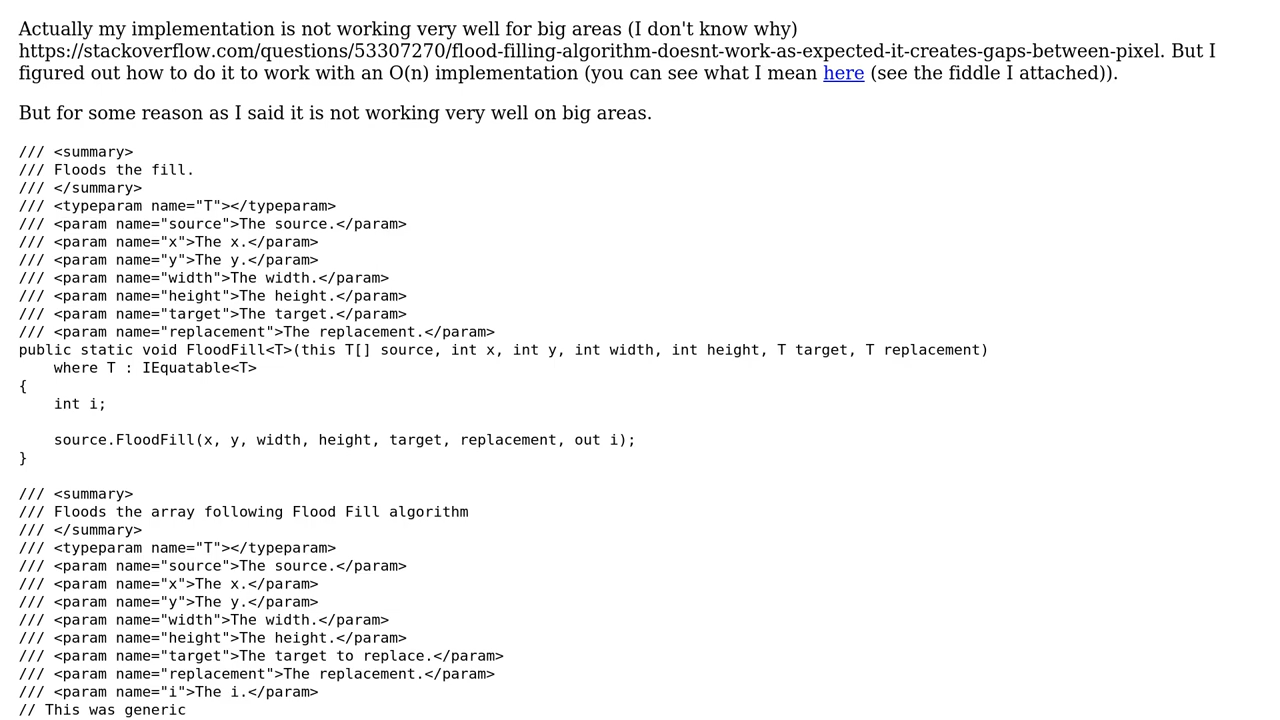 Actually my implementation is not working very well for big areas (I don't know why)
https://stackoverflow.com/questions/53307270/flood-filling-algorithm-doesnt-work-as-expected-it-creates-gaps-between-pixel. But I
figured out how to do it to work with an O(n) implementation (you can see what I mean here (see the fiddle I attached)).
But for some reason as I said it is not working very well on big areas.
/// <summary>
/// Floods the fill.
/// </summary>
/// <typeparam name="T"></typeparam>
/// <param name="source">The source.</param>
/// <param name="x">The x.</param>
/// <param name="y">The y.</param>
/// <param name="width">The width.</param>
/// <param name="height">The height.</param>
/// <param name="target">The target.</param>
/// <param name="replacement">The replacement.</param>
public static void FloodFill<T>(this T[] source, int x, int y, int width, int height, T target, T replacement)
    where T : IEquatable<T>
{
    int i;

    source.FloodFill(x, y, width, height, target, replacement, out i);
}

/// <summary>
/// Floods the array following Flood Fill algorithm
/// </summary>
/// <typeparam name="T"></typeparam>
/// <param name="source">The source.</param>
/// <param name="x">The x.</param>
/// <param name="y">The y.</param>
/// <param name="width">The width.</param>
/// <param name="height">The height.</param>
/// <param name="target">The target to replace.</param>
/// <param name="replacement">The replacement.</param>
/// <param name="i">The i.</param>
// This was generic